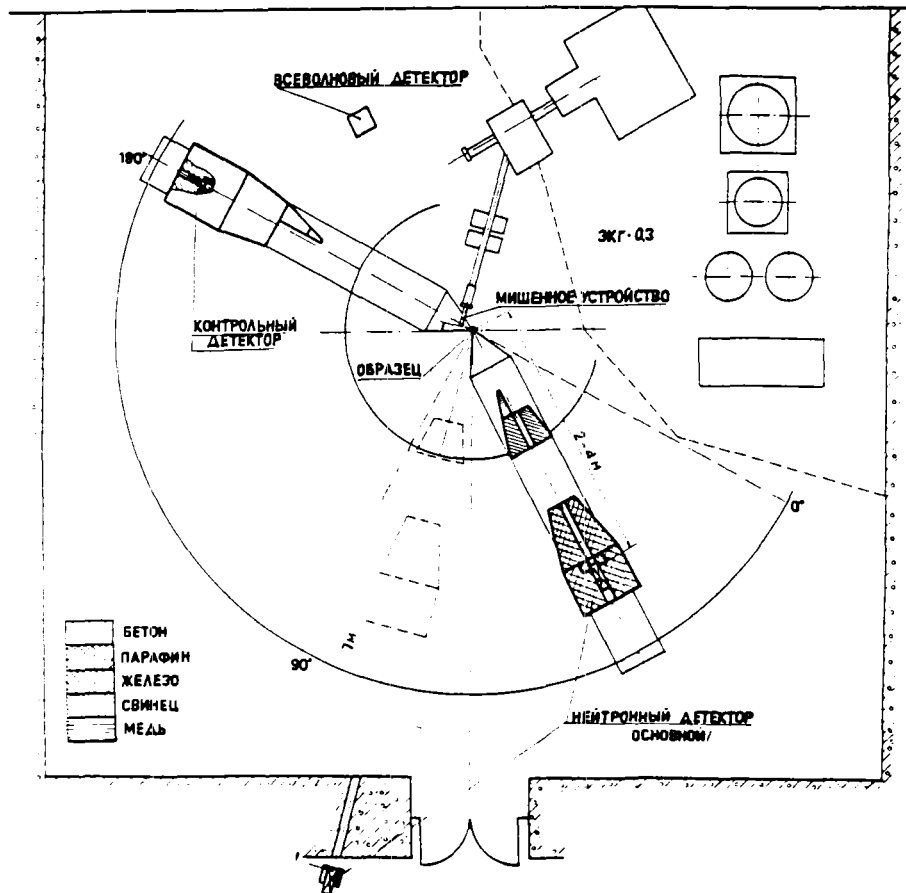 ВСЕВОЛНОВЫЙ ДЕТЕКТОР
180°
ЭКГ-0,3
МИШЕННОЕ УСТРОЙСТВО
КОНТРОЛЬНЫЙ
ДЕТЕКТОР
ОБРАЗЕЦ
2-4 м
0°
7м
90°
БЕТОН
ПАРАФИН
ЖЕЛЕЗО
СВИНЕЦ
МЕДЬ
НЕЙТРОННЫЙ ДЕТЕКТОР
ОСНОВНОЙ/